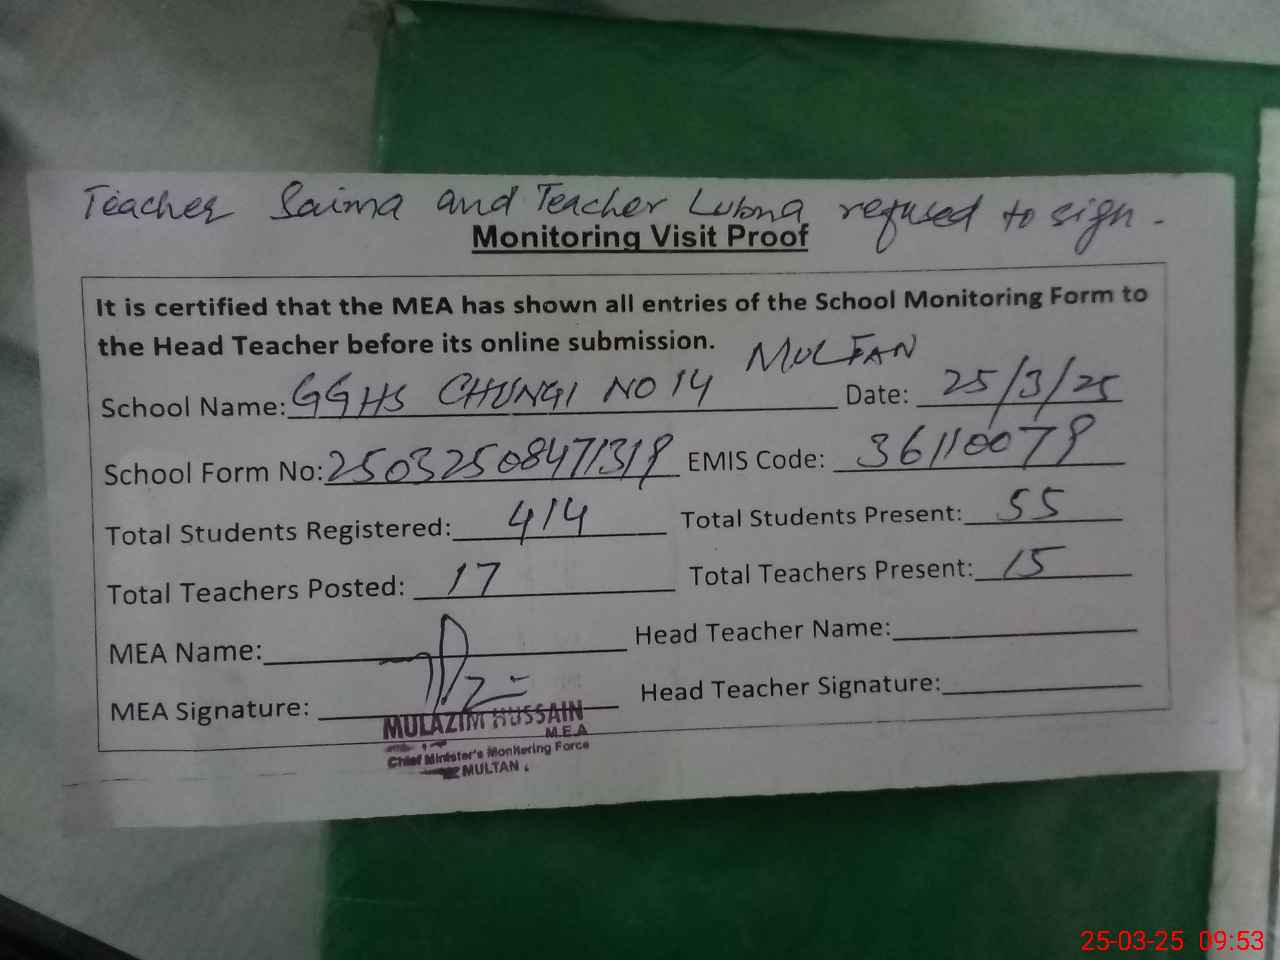 Teacher Saima and Teacher Lubna refused to sign.
Monitoring Visit Proof
It is certified that the MEA has shown all entries of the School Monitoring Form to
the Head Teacher before its online submission.
School Name: GGHS CHUNGI NO 14 MULTAN Date: 25/3/25
School Form No: 25032508471319 EMIS Code: 36110079
Total Students Registered: 414 Total Students Present: 55
Total Teachers Posted: 17 Total Teachers Present: 15
MEA Name: Head Teacher Name:
MEA Signature: Head Teacher Signature:
MULAZIM HUSSAIN
M.E.A
Chief Minister's Monitering Force
MULTAN.
25-03-25 09:53